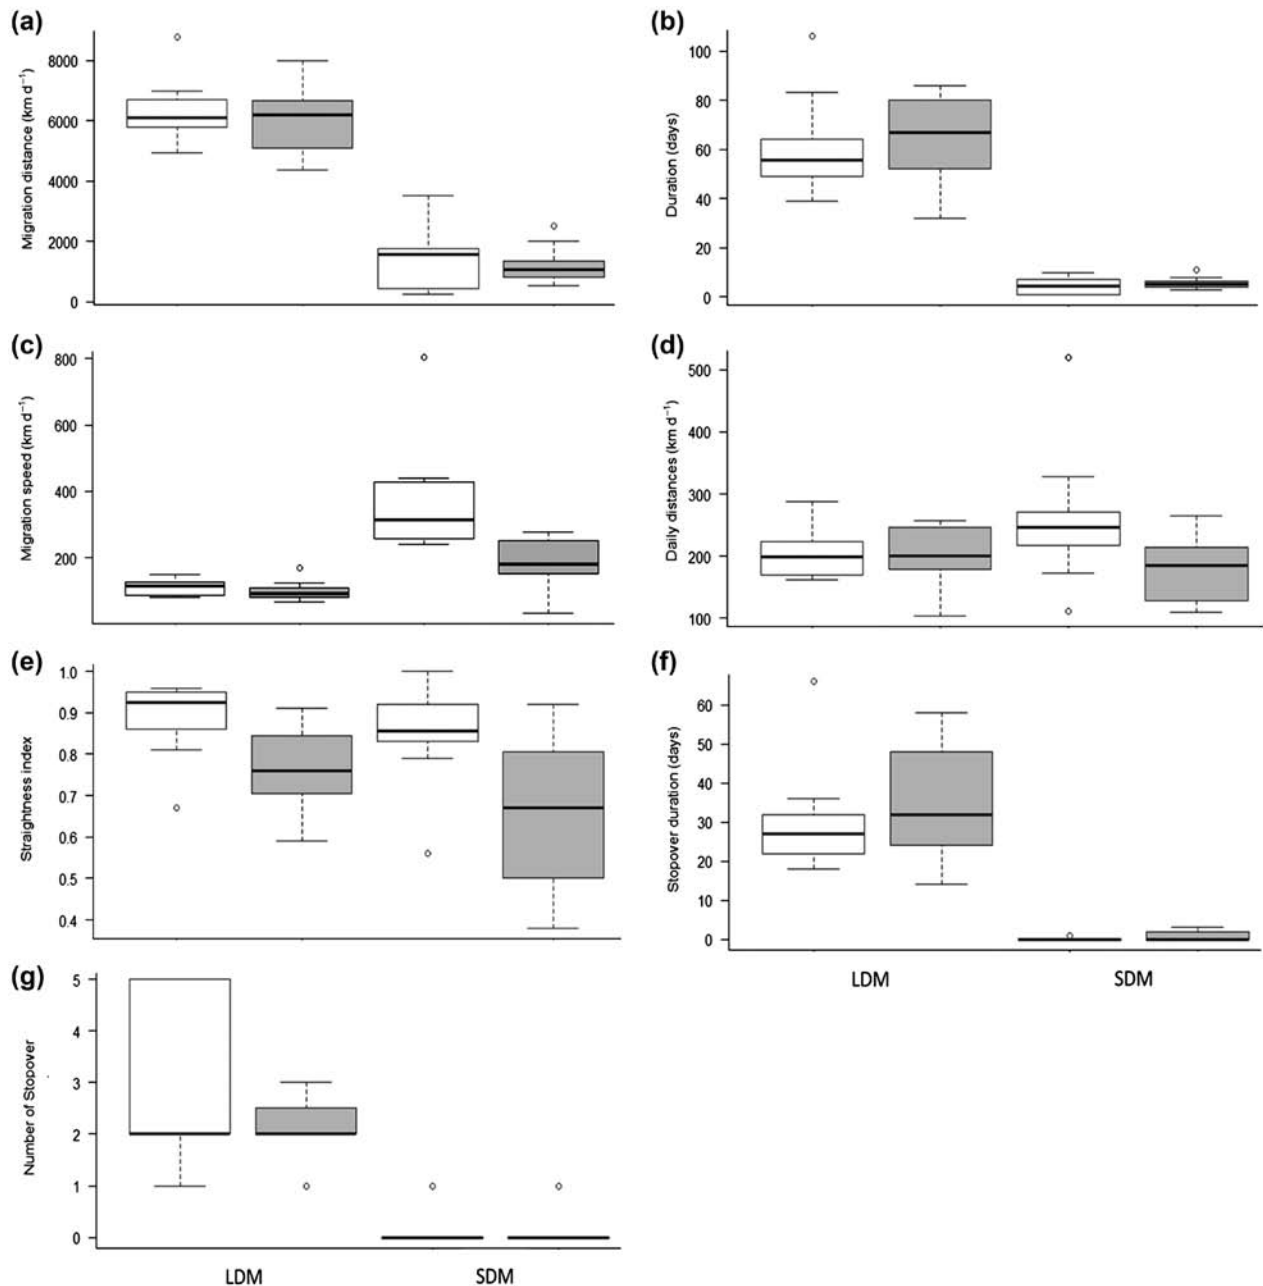 (a)
Migration distance (km d⁻¹)
8000
6000
4000
2000
0
(b)
Duration (days)
100
80
60
40
20
0
(c)
Migration speed (km d⁻¹)
800
600
400
200
(d)
Daily distances (km d⁻¹)
500
400
300
200
100
(e)
Straightness index
1.0
0.9
0.8
0.7
0.6
0.5
0.4
(f)
Stopover duration (days)
60
50
40
30
20
10
0
LDM SDM
(g)
Number of Stopover
5
4
3
2
1
0
LDM SDM